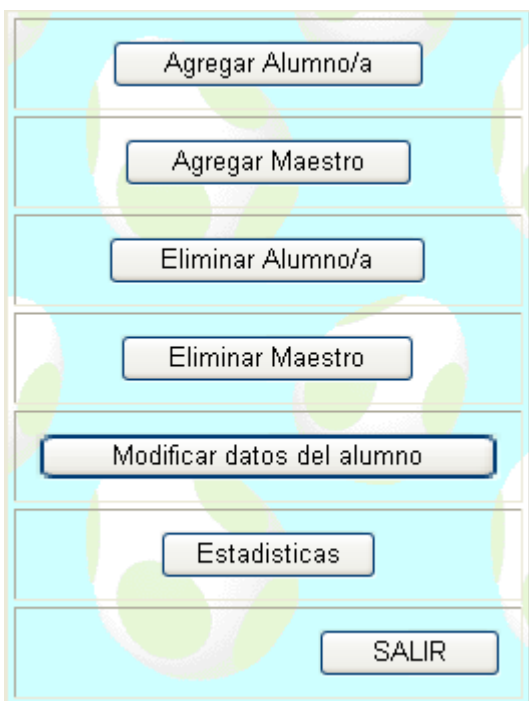 Agregar Alumno/a
Agregar Maestro
Eliminar Alumno/a
Eliminar Maestro
Modificar datos del alumno
Estadisticas
SALIR